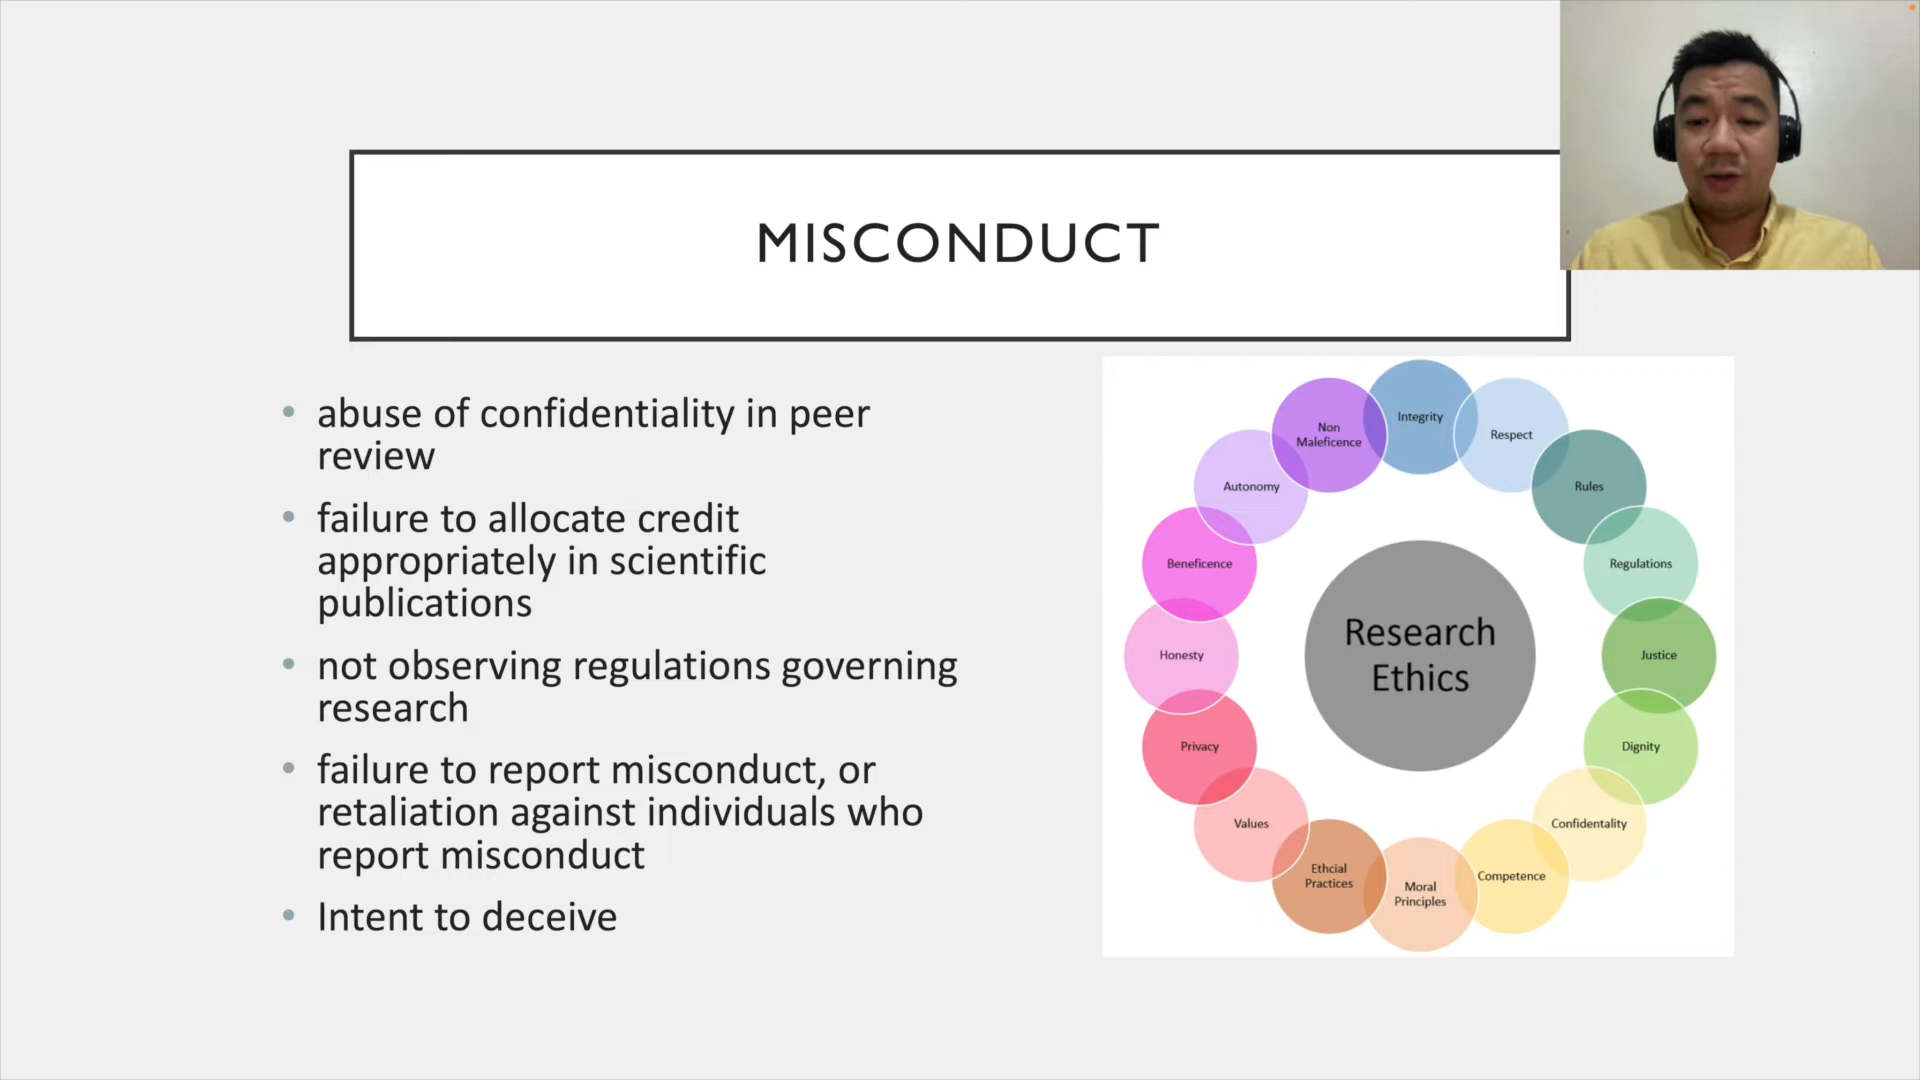 MISCONDUCT
• abuse of confidentiality in peer
review
• failure to allocate credit
appropriately in scientific
publications
• not observing regulations governing
research
• failure to report misconduct, or
retaliation against individuals who
report misconduct
• Intent to deceive
Integrity
Respect
Rules
Regulations
Justice
Dignity
Confidentality
Competence
Moral
Principles
Ethcial
Practices
Values
Privacy
Honesty
Beneficence
Autonomy
Non
Maleficence
Research
Ethics